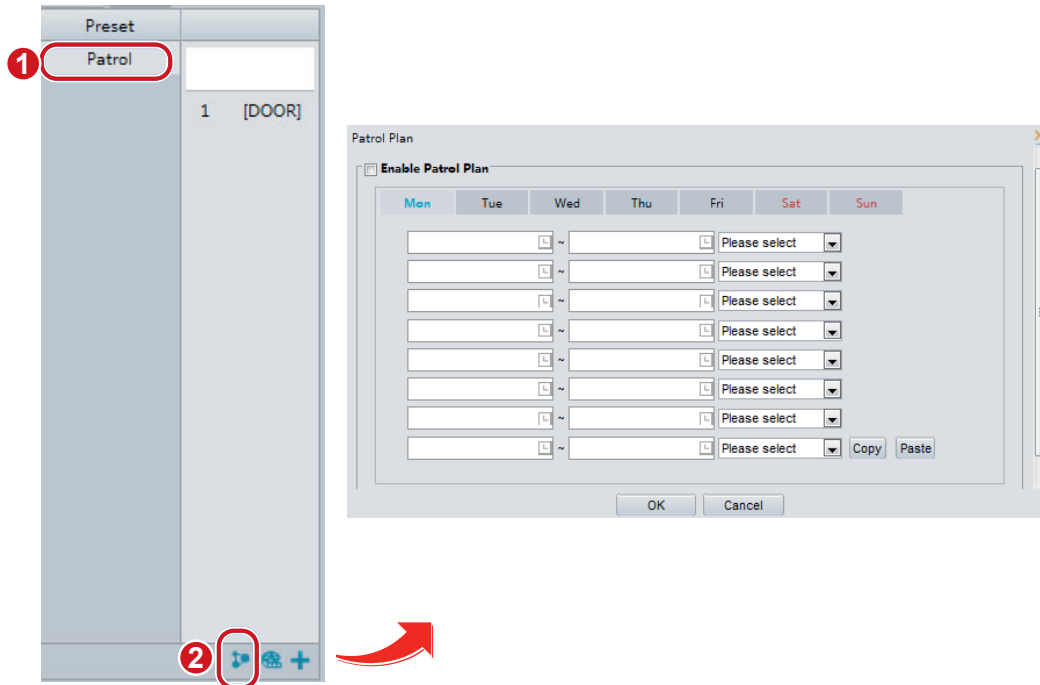 Preset
1
Patrol
1 [DOOR]
Patrol Plan
Enable Patrol Plan
Mon Tue Wed Thu Fri Sat Sun
~ Please select
~ Please select
~ Please select
~ Please select
~ Please select
~ Please select
~ Please select
~ Please select Copy Paste
OK Cancel
2